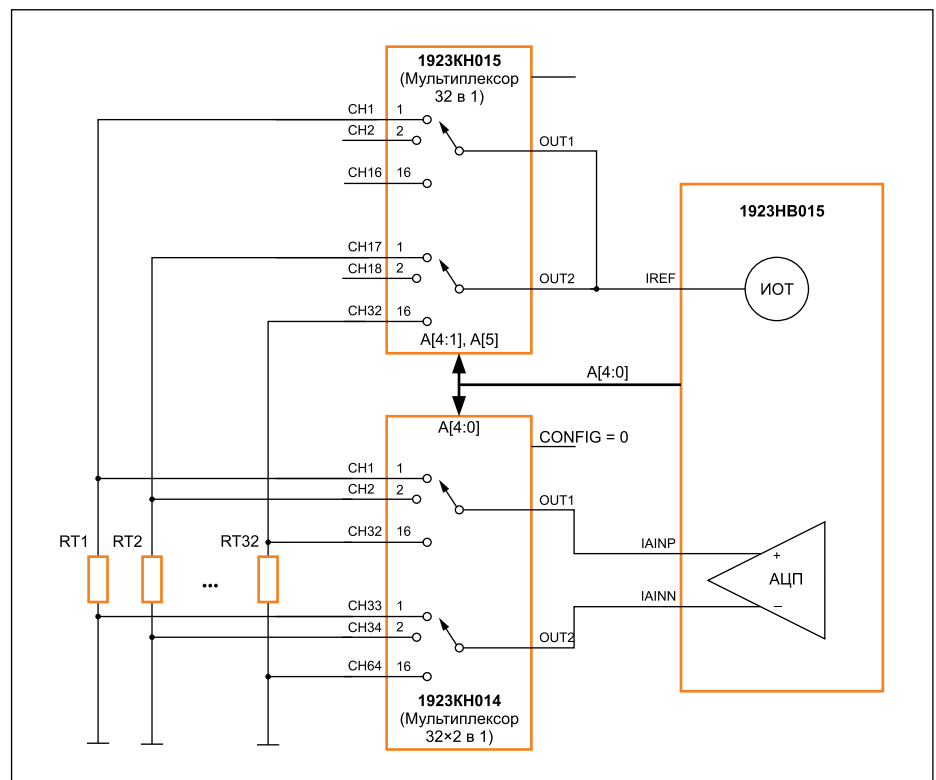 1923КН015
(Мультиплексор
32 в 1)
CH1 1
CH2 2
CH16 16
OUT1
CH17 1
CH18 2
CH32 16
OUT2
A[4:1], A[5]
1923НВ015
IREF
ИОТ
A[4:0]
A[4:0]
CONFIG = 0
CH1 1
CH2 2
CH32 16
OUT1
RT1
RT2
RT32
...
IAINP
+
АЦП
IAINN
–
CH33 1
CH34 2
CH64 16
OUT2
1923КН014
(Мультиплексор
32×2 в 1)